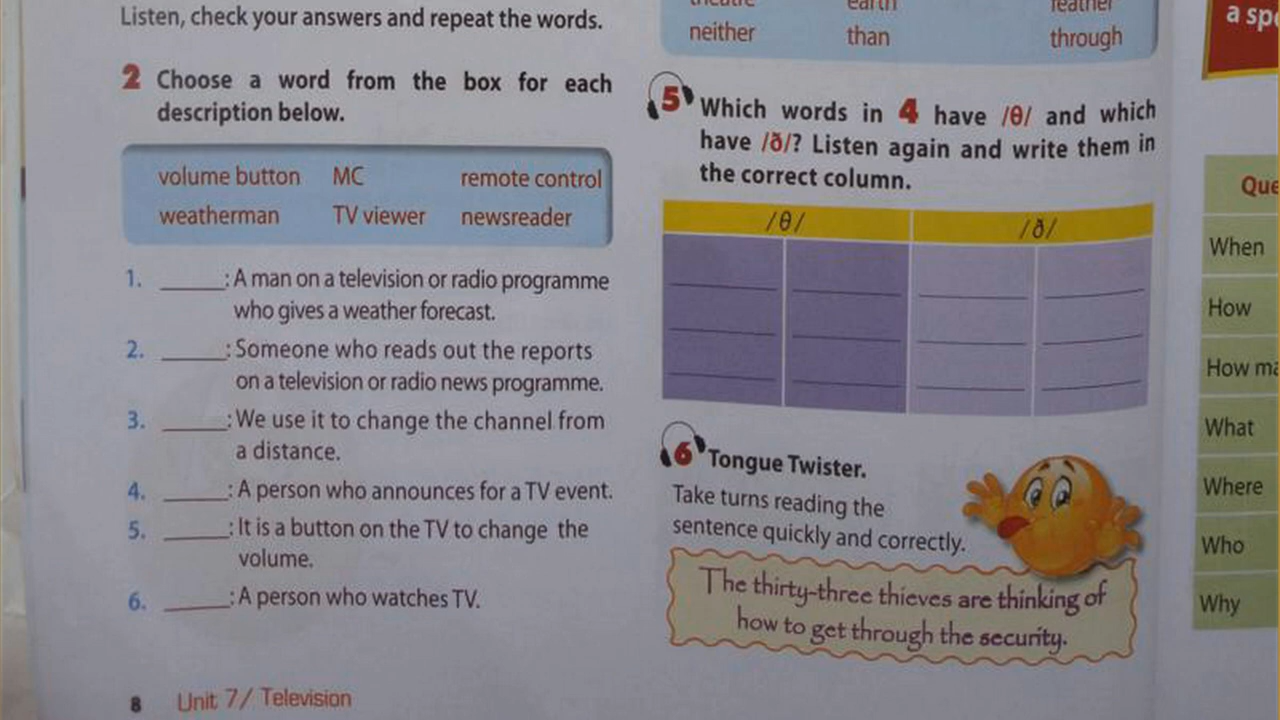 Listen, check your answers and repeat the words.
2 Choose a word from the box for each
description below.
volume button MC remote control
weatherman TV viewer newsreader
1. ______: A man on a television or radio programme
who gives a weather forecast.
2. ______: Someone who reads out the reports
on a television or radio news programme.
3. ______: We use it to change the channel from
a distance.
4. ______: A person who announces for a TV event.
5. ______: It is a button on the TV to change the
volume.
6. ______: A person who watches TV.
8 Unit 7/ Television
theatre earth feather
neither than through
5 Which words in 4 have /θ/ and which
have /ð/? Listen again and write them in
the correct column.
/θ/ /ð/
6 Tongue Twister.
Take turns reading the
sentence quickly and correctly.
The thirty-three thieves are thinking of
how to get through the security.
a sp
Que
When
How
How ma
What
Where
Who
Why